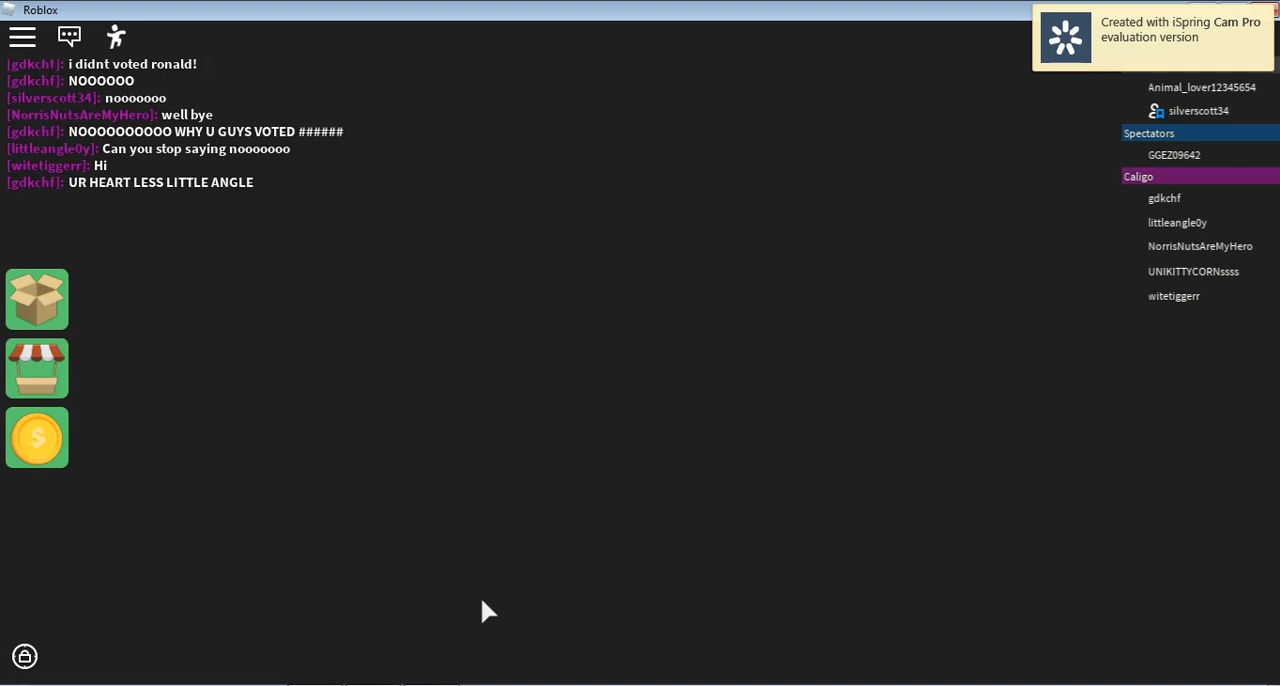 Roblox
Created with iSpring Cam Pro
evaluation version
[gdkchf]: i didnt voted ronald!
[gdkchf]: NOOOOOO
[silverscott34]: nooooooo
[NorrisNutsAreMyHero]: well bye
[gdkchf]: NOOOOOOOOOO WHY U GUYS VOTED ######
[littleangle0y]: Can you stop saying nooooooo
[witetiggerr]: Hi
[gdkchf]: UR HEART LESS LITTLE ANGLE
Animal_lover12345654
silverscott34
Spectators
GGEZ09642
Caligo
gdkchf
littleangle0y
NorrisNutsAreMyHero
UNIKITTYCORNssss
witetiggerr